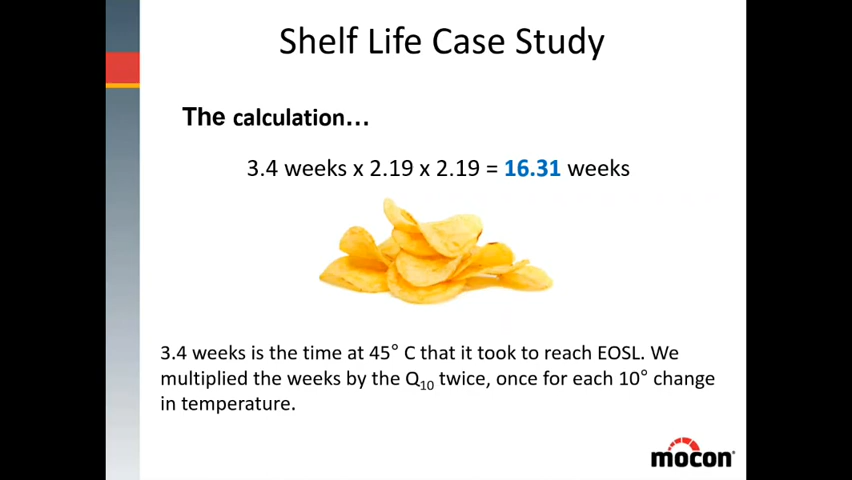 Shelf Life Case Study
The calculation...
3.4 weeks x 2.19 x 2.19 = 16.31 weeks
3.4 weeks is the time at 45° C that it took to reach EOSL. We
multiplied the weeks by the Q10 twice, once for each 10° change
in temperature.
mocon